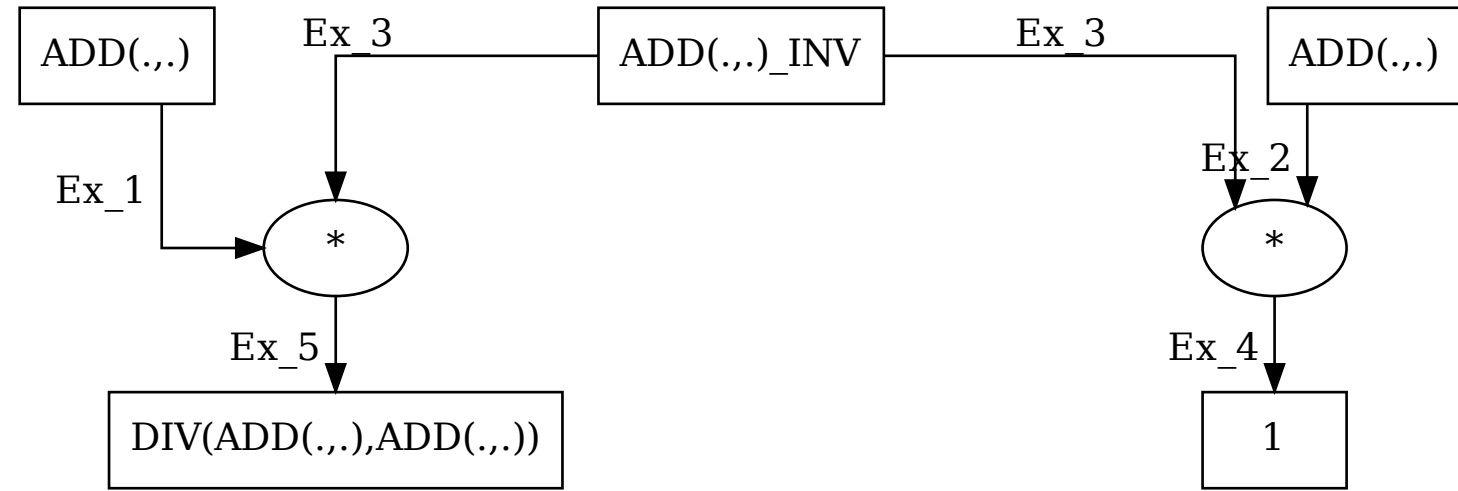 ADD(.,.)
Ex_3
ADD(.,.)_INV
Ex_3
ADD(.,.)
Ex_1
Ex_2
*
*
Ex_5
Ex_4
DIV(ADD(.,.),ADD(.,.))
1